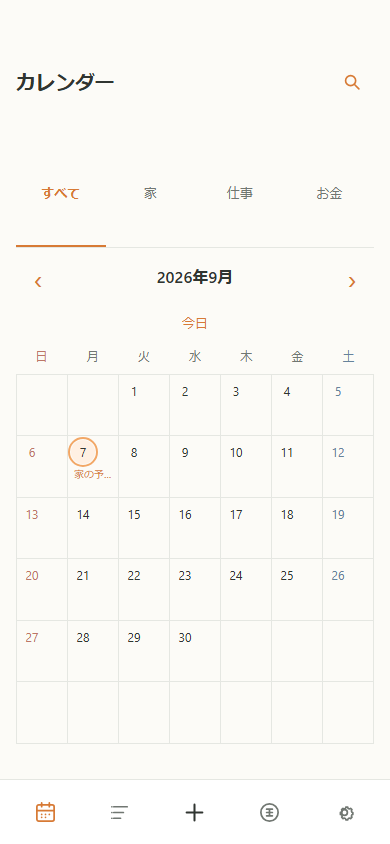 カレンダー
すべて 家 仕事 お金
‹ 2026年9月 ›
今日
日 月 火 水 木 金 土
1 2 3 4 5
6 7 8 9 10 11 12
家の予...
13 14 15 16 17 18 19
20 21 22 23 24 25 26
27 28 29 30